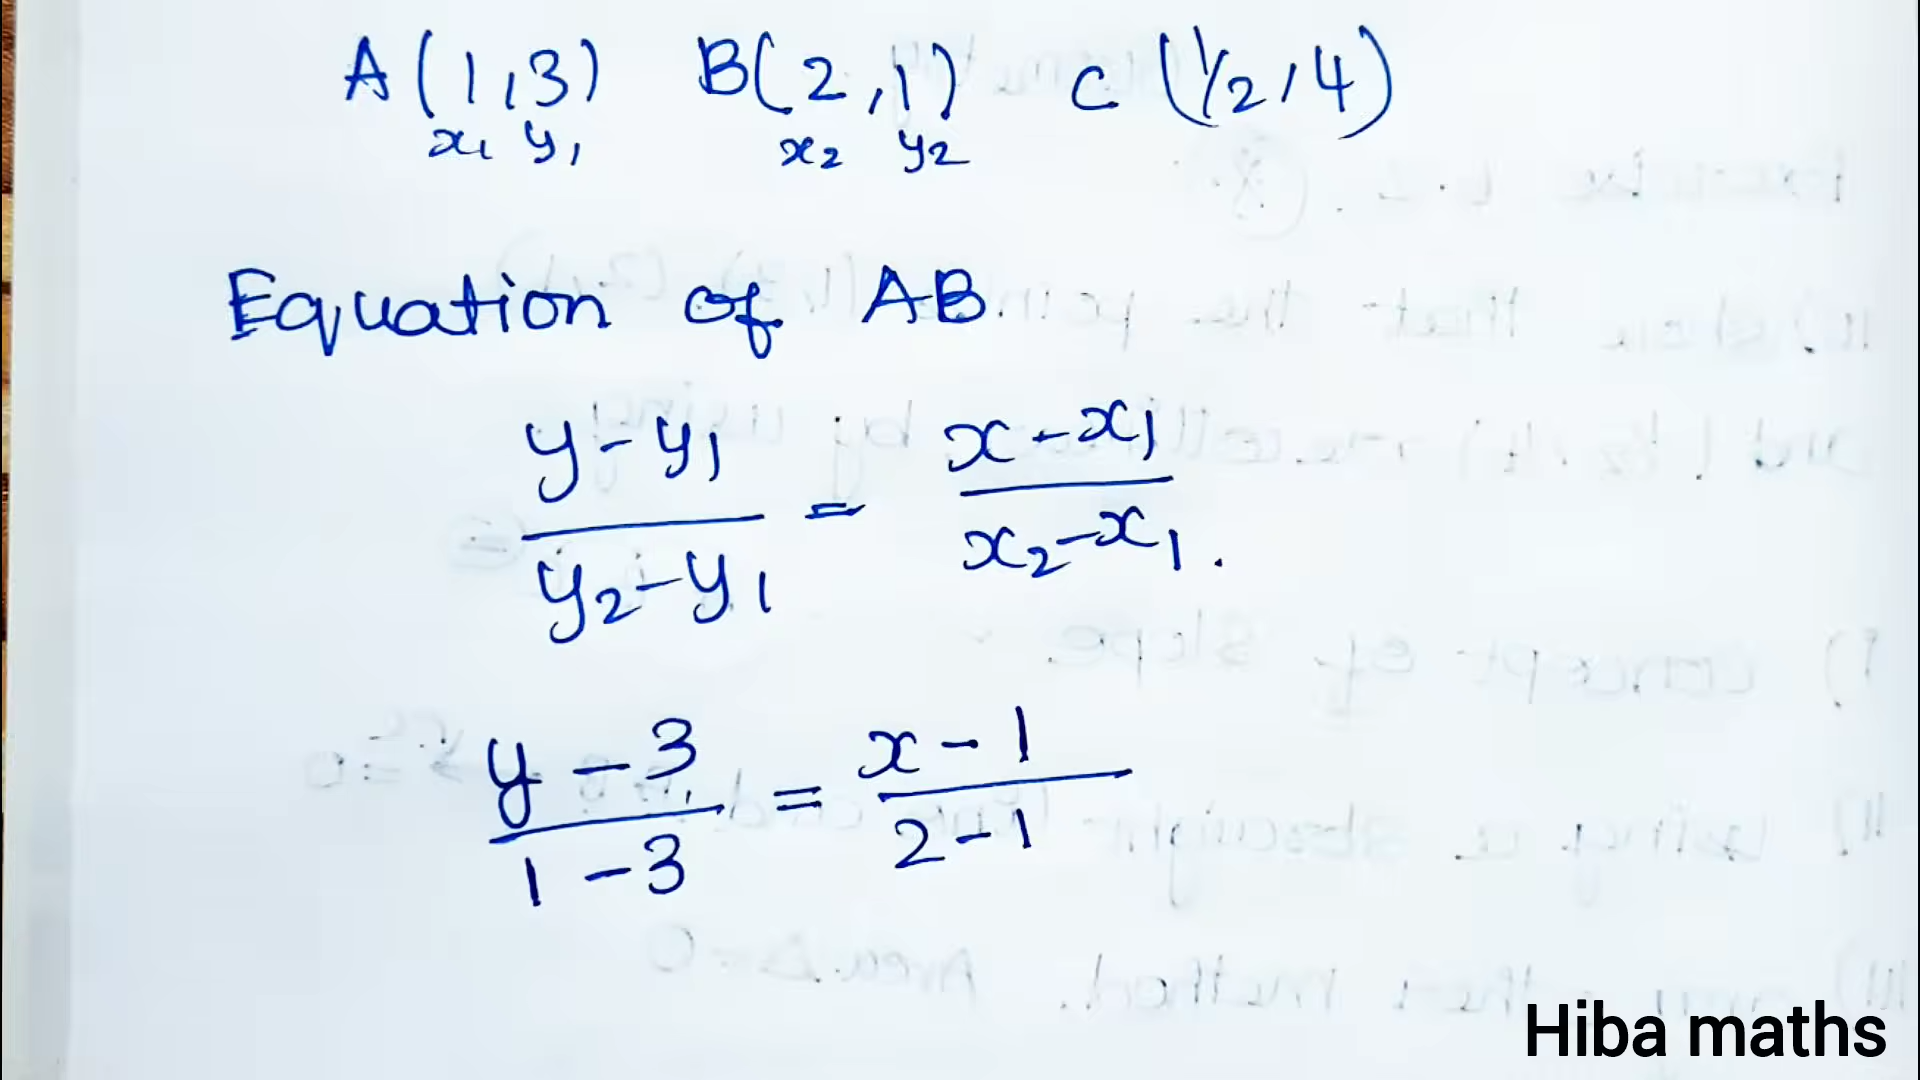 A(1,3) B(2,1) C(1/2,4)
x1 y1 x2 y2
Equation of AB
y-y1 / y2-y1 = x-x1 / x2-x1.
y-3 / 1-3 = x-1 / 2-1
Hiba maths